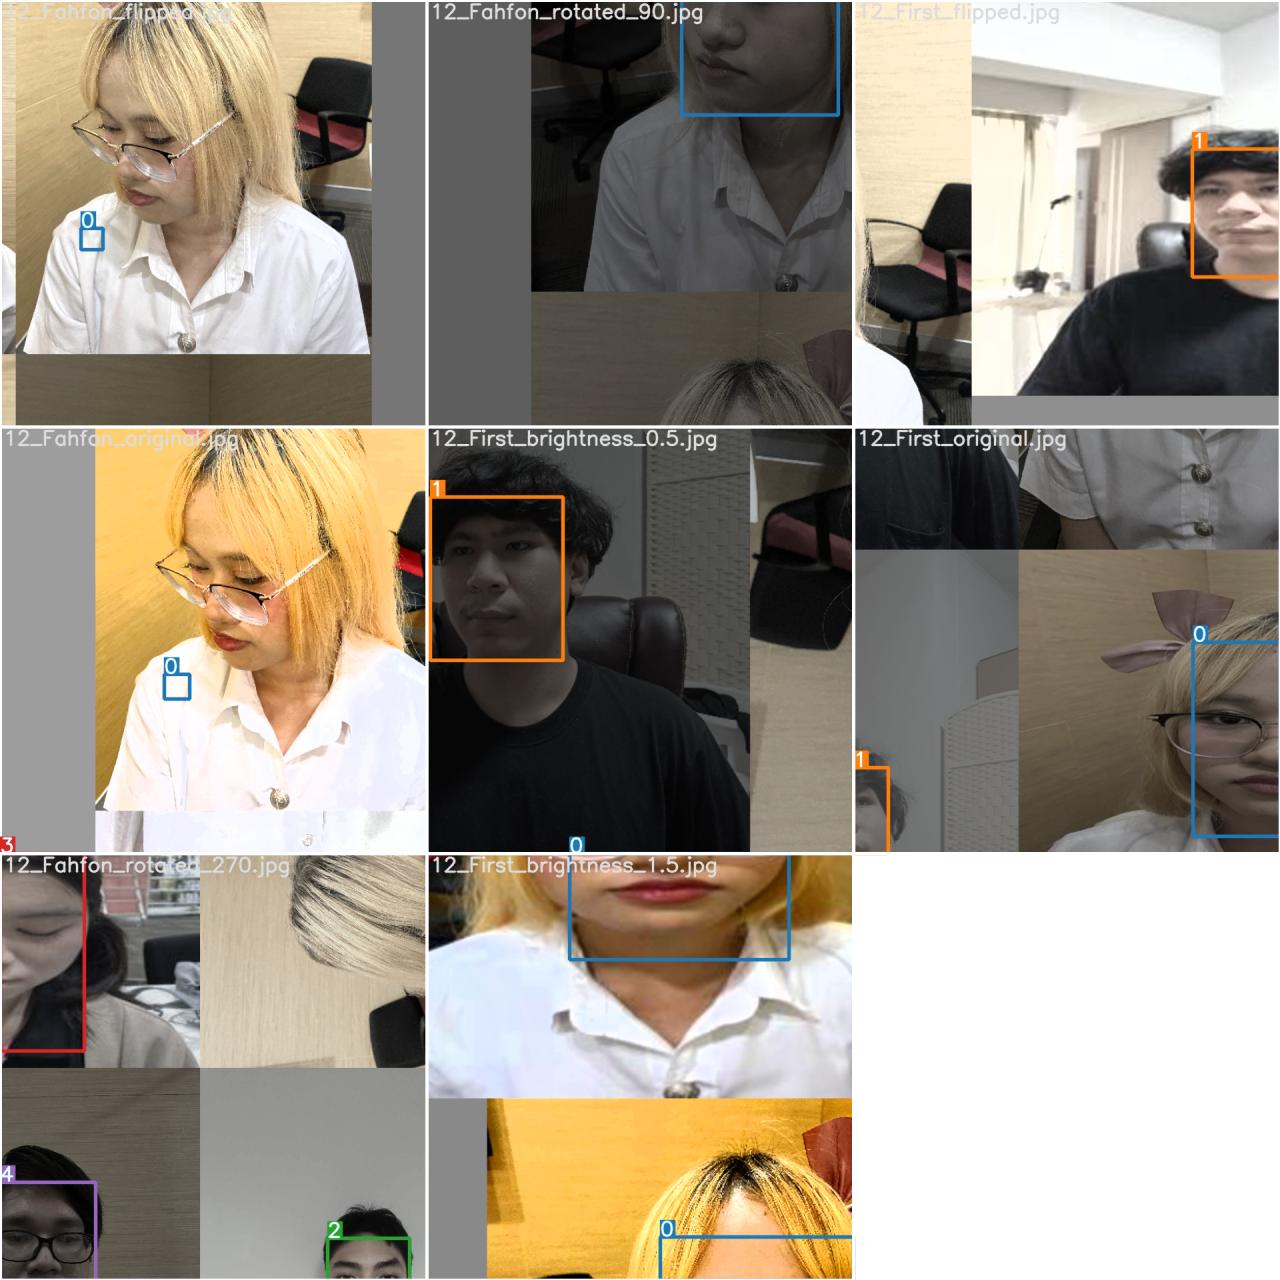 12_Fahfon_flipped.jpg
12_Fahfon_rotated_90.jpg
12_First_flipped.jpg
1
0
12_Fahfon_original.jpg
12_First_brightness_0.5.jpg
12_First_original.jpg
1
0
0
1
3
0
12_Fahfon_rotated_270.jpg
12_First_brightness_1.5.jpg
4
2
0